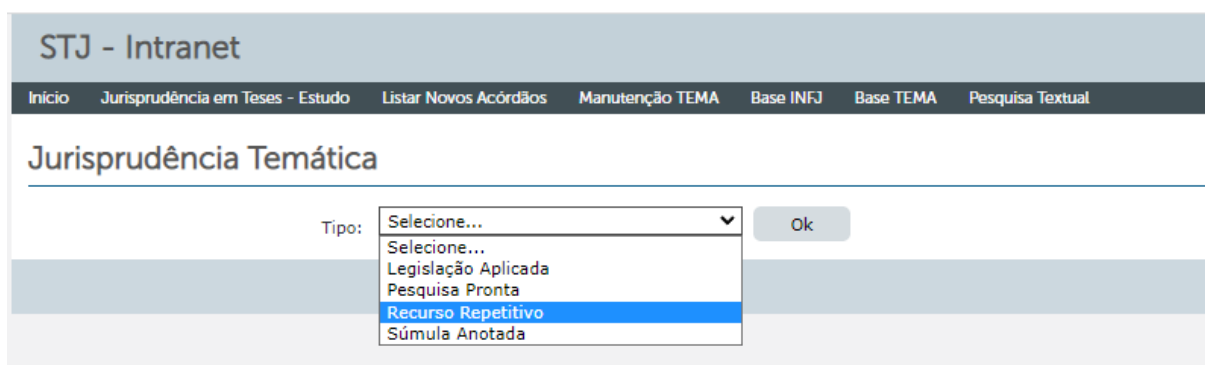 STJ - Intranet
Início Jurisprudência em Teses - Estudo Listar Novos Acórdãos Manutenção TEMA Base INFJ Base TEMA Pesquisa Textual
Jurisprudência Temática
Tipo: Selecione... Ok
Selecione...
Legislação Aplicada
Pesquisa Pronta
Recurso Repetitivo
Súmula Anotada